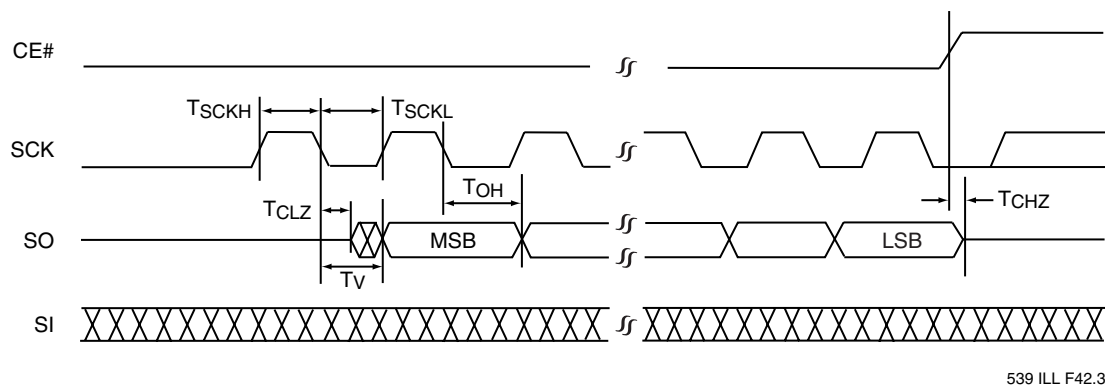 CE#
TSCKH
TSCKL
SCK
TOH
TCLZ
TCHZ
SO
MSB
LSB
TV
SI
539 ILL F42.3